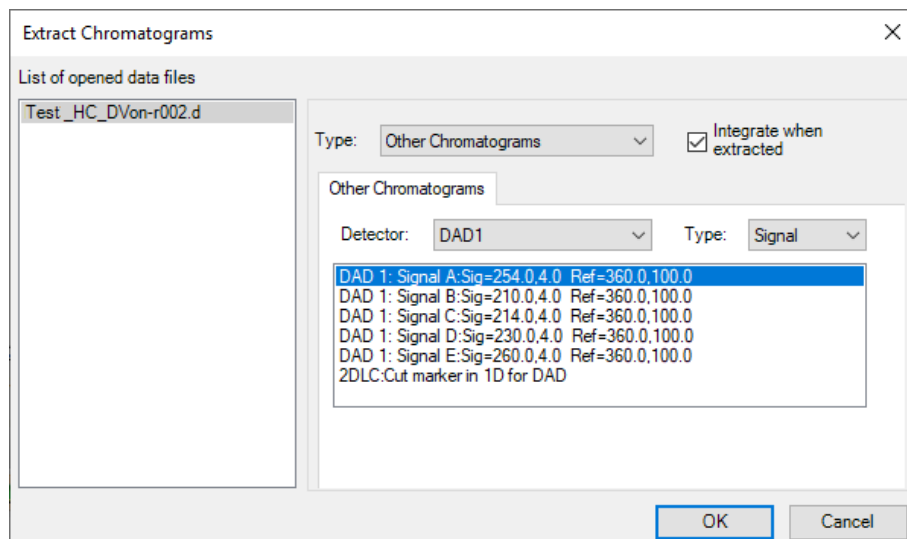 Extract Chromatograms
List of opened data files
Test _HC_DVon-r002.d
Type: Other Chromatograms
Integrate when
extracted
Other Chromatograms
Detector: DAD1 Type: Signal
DAD 1: Signal A:Sig=254.0,4.0 Ref=360.0,100.0
DAD 1: Signal B:Sig=210.0,4.0 Ref=360.0,100.0
DAD 1: Signal C:Sig=214.0,4.0 Ref=360.0,100.0
DAD 1: Signal D:Sig=230.0,4.0 Ref=360.0,100.0
DAD 1: Signal E:Sig=260.0,4.0 Ref=360.0,100.0
2DLC:Cut marker in 1D for DAD
OK Cancel